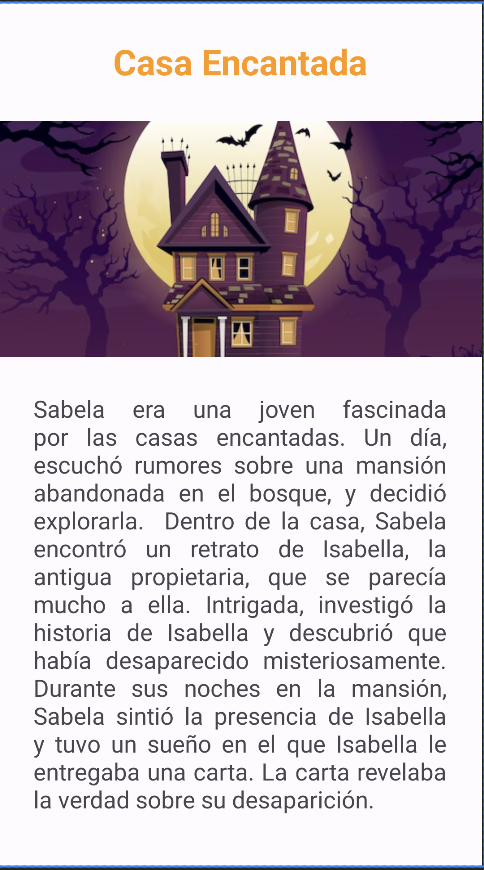 Casa Encantada
Sabela era una joven fascinada
por las casas encantadas. Un día,
escuchó rumores sobre una mansión
abandonada en el bosque, y decidió
explorarla.  Dentro de la casa, Sabela
encontró un retrato de Isabella, la
antigua propietaria, que se parecía
mucho a ella. Intrigada, investigó la
historia de Isabella y descubrió que
había desaparecido misteriosamente.
Durante sus noches en la mansión,
Sabela sintió la presencia de Isabella
y tuvo un sueño en el que Isabella le
entregaba una carta. La carta revelaba
la verdad sobre su desaparición.